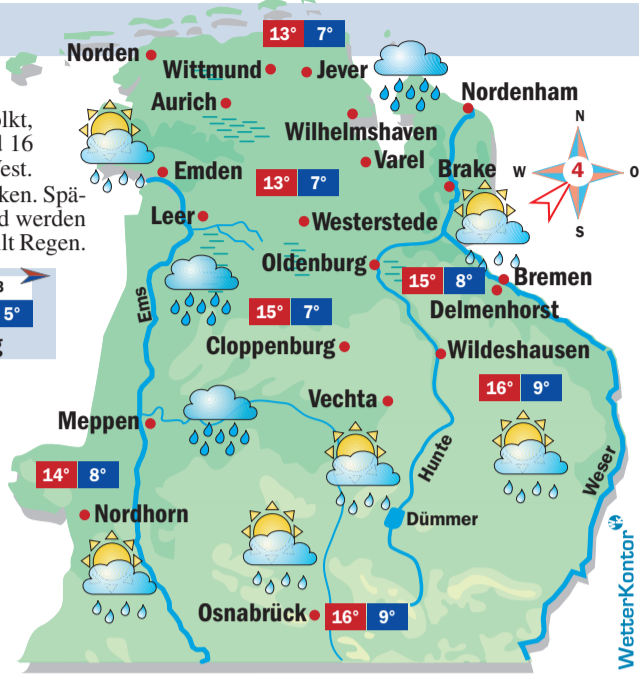 13° 7°
Norden
Wittmund
Jever
Aurich
Nordenham
olkt,
16
Wilhelmshaven
N
Varel
W 4 O
S
Vest.
Emden
Brake
ken. Spä-
13° 7°
d werden
Leer
Westerstede
lt Regen.
Oldenburg
15° 8°
Bremen
Delmenhorst
5°
Ems
15° 7°
Cloppenburg
Wildeshausen
16° 9°
Vechta
Meppen
Hunte
Weser
14° 8°
Nordhorn
Dümmer
Osnabrück
16° 9°
WetterKontor